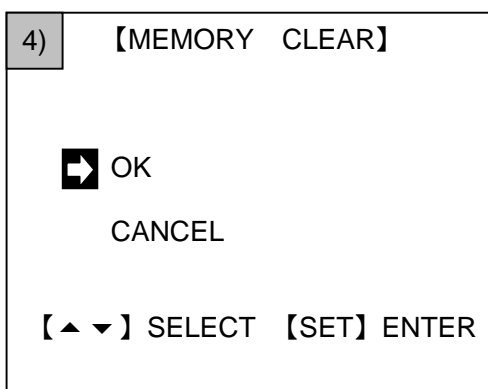 4) 【MEMORY CLEAR】
OK
CANCEL
【▲ ▼】SELECT 【SET】ENTER